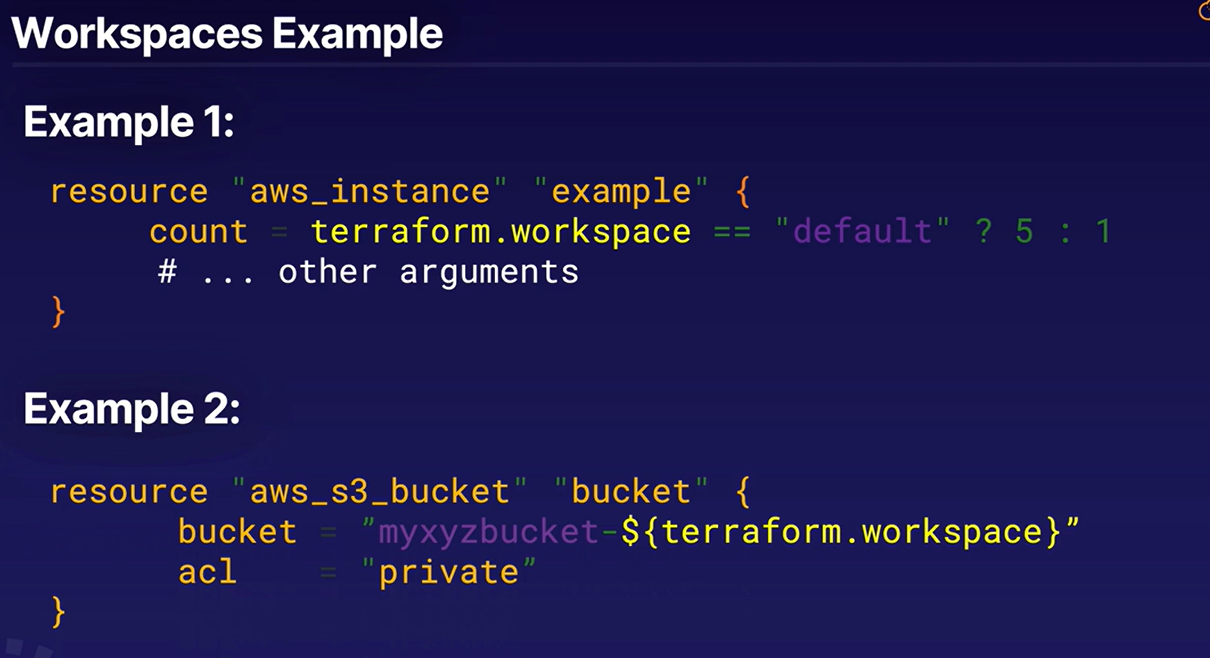 Workspaces Example
Example 1:
resource "aws_instance" "example" {
count = terraform.workspace == "default" ? 5 : 1
# ... other arguments
}
Example 2:
resource "aws_s3_bucket" "bucket" {
bucket = ”myxyzbucket-${terraform.workspace}”
acl = "private”
}